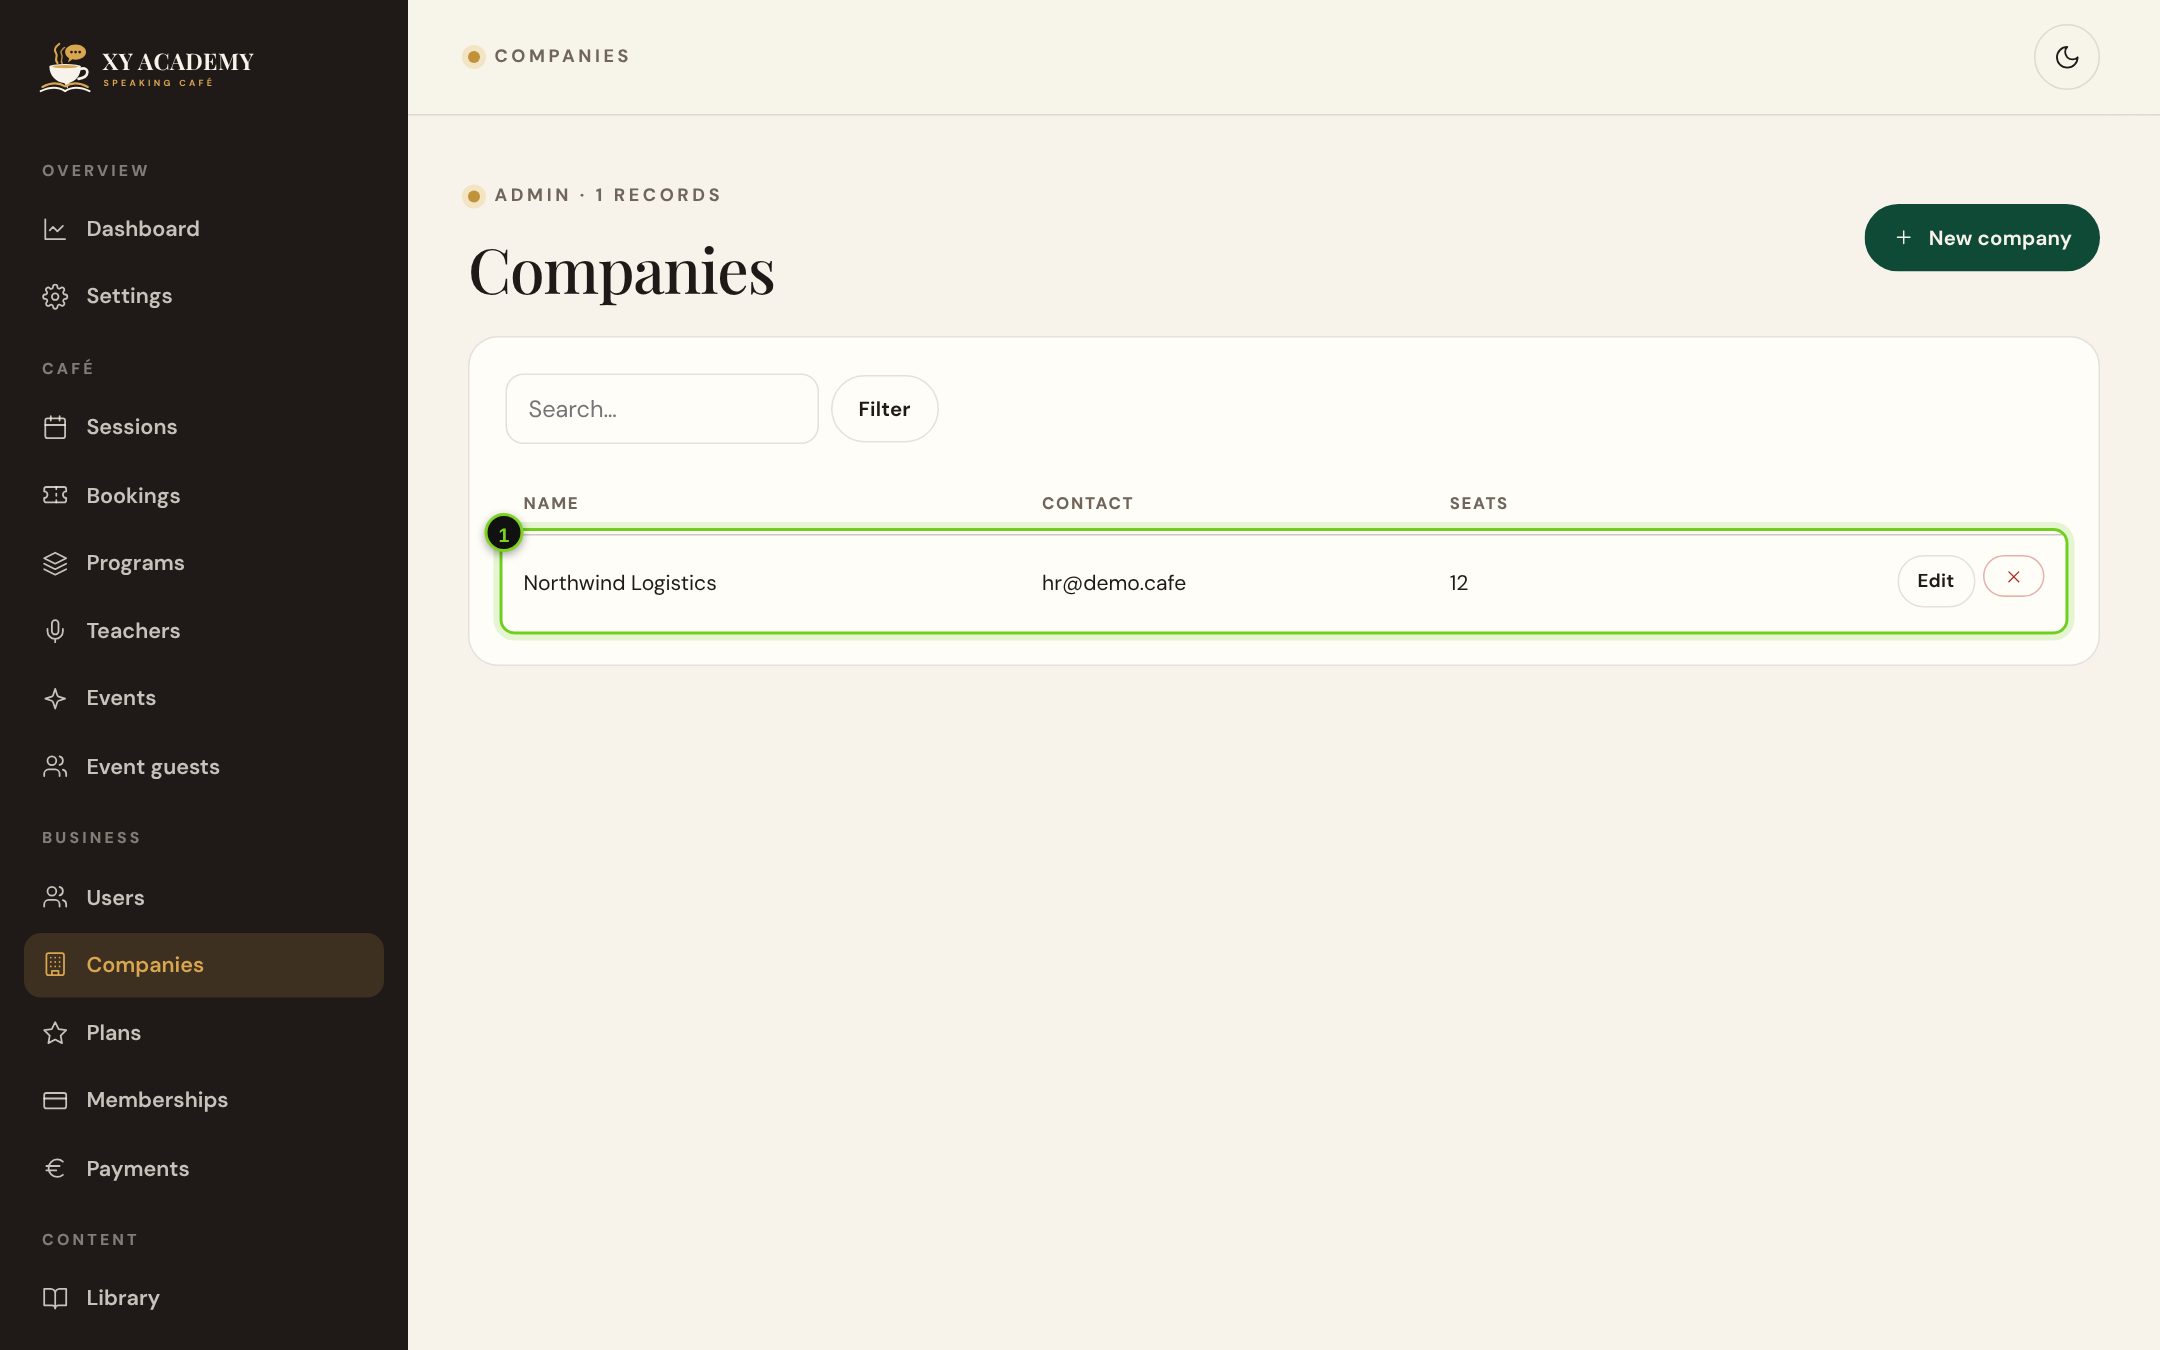 XY ACADEMY
SPEAKING CAFÉ
OVERVIEW
Dashboard
Settings
CAFÉ
Sessions
Bookings
Programs
Teachers
Events
Event guests
BUSINESS
Users
Companies
Plans
Memberships
Payments
CONTENT
Library
COMPANIES
ADMIN · 1 RECORDS
Companies
+ New company
Search...
Filter
NAME CONTACT SEATS
1
Northwind Logistics hr@demo.cafe 12 Edit ×